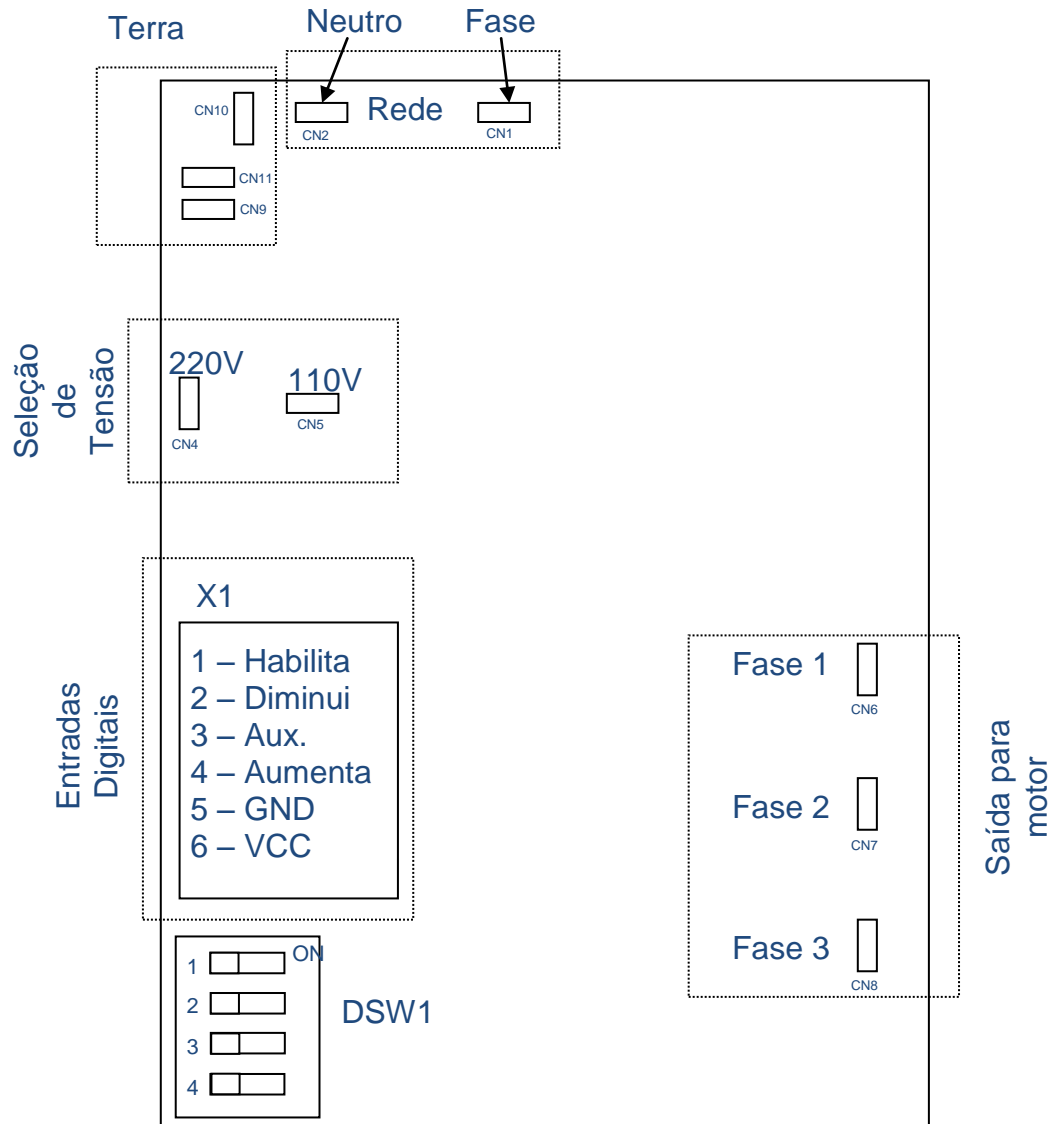 Terra
Neutro
Fase
CN10
Rede
CN2
CN1
CN11
CN9
Seleção
de
Tensão
220V
110V
CN4
CN5
Entradas
Digitais
X1
1 – Habilita
2 – Diminui
3 – Aux.
4 – Aumenta
5 – GND
6 – VCC
Fase 1
CN6
Fase 2
CN7
Fase 3
CN8
Saída para
motor
ON
1
2
3
4
DSW1